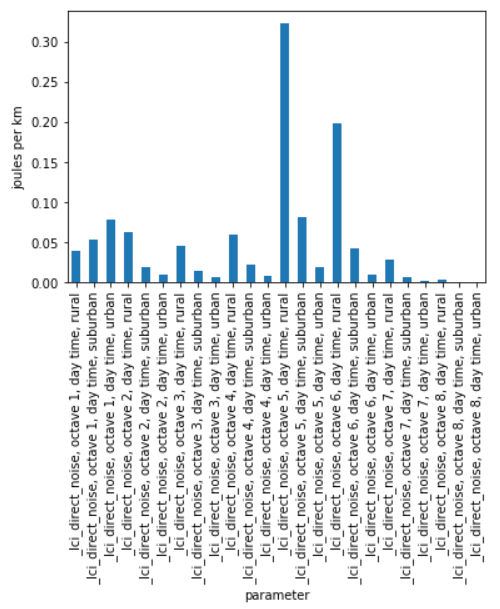 joules per km
0.30
0.25
0.20
0.15
0.10
0.05
0.00
_lci_direct_noise, octave 1, day time, rural
_lci_direct_noise, octave 1, day time, suburban
_lci_direct_noise, octave 1, day time, urban
_lci_direct_noise, octave 2, day time, rural
_lci_direct_noise, octave 2, day time, suburban
_lci_direct_noise, octave 2, day time, urban
_lci_direct_noise, octave 3, day time, rural
_lci_direct_noise, octave 3, day time, suburban
_lci_direct_noise, octave 3, day time, urban
_lci_direct_noise, octave 4, day time, rural
_lci_direct_noise, octave 4, day time, suburban
_lci_direct_noise, octave 4, day time, urban
_lci_direct_noise, octave 5, day time, rural
_lci_direct_noise, octave 5, day time, suburban
_lci_direct_noise, octave 5, day time, urban
_lci_direct_noise, octave 6, day time, rural
_lci_direct_noise, octave 6, day time, suburban
_lci_direct_noise, octave 6, day time, urban
_lci_direct_noise, octave 7, day time, rural
_lci_direct_noise, octave 7, day time, suburban
_lci_direct_noise, octave 7, day time, urban
_lci_direct_noise, octave 8, day time, rural
_lci_direct_noise, octave 8, day time, suburban
_lci_direct_noise, octave 8, day time, urban
parameter